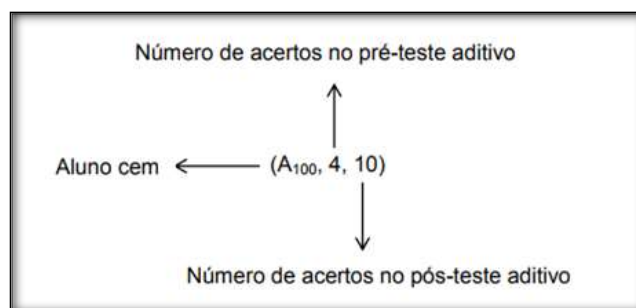 Número de acertos no pré-teste aditivo
Aluno cem
(A₁₀₀, 4, 10)
Número de acertos no pós-teste aditivo